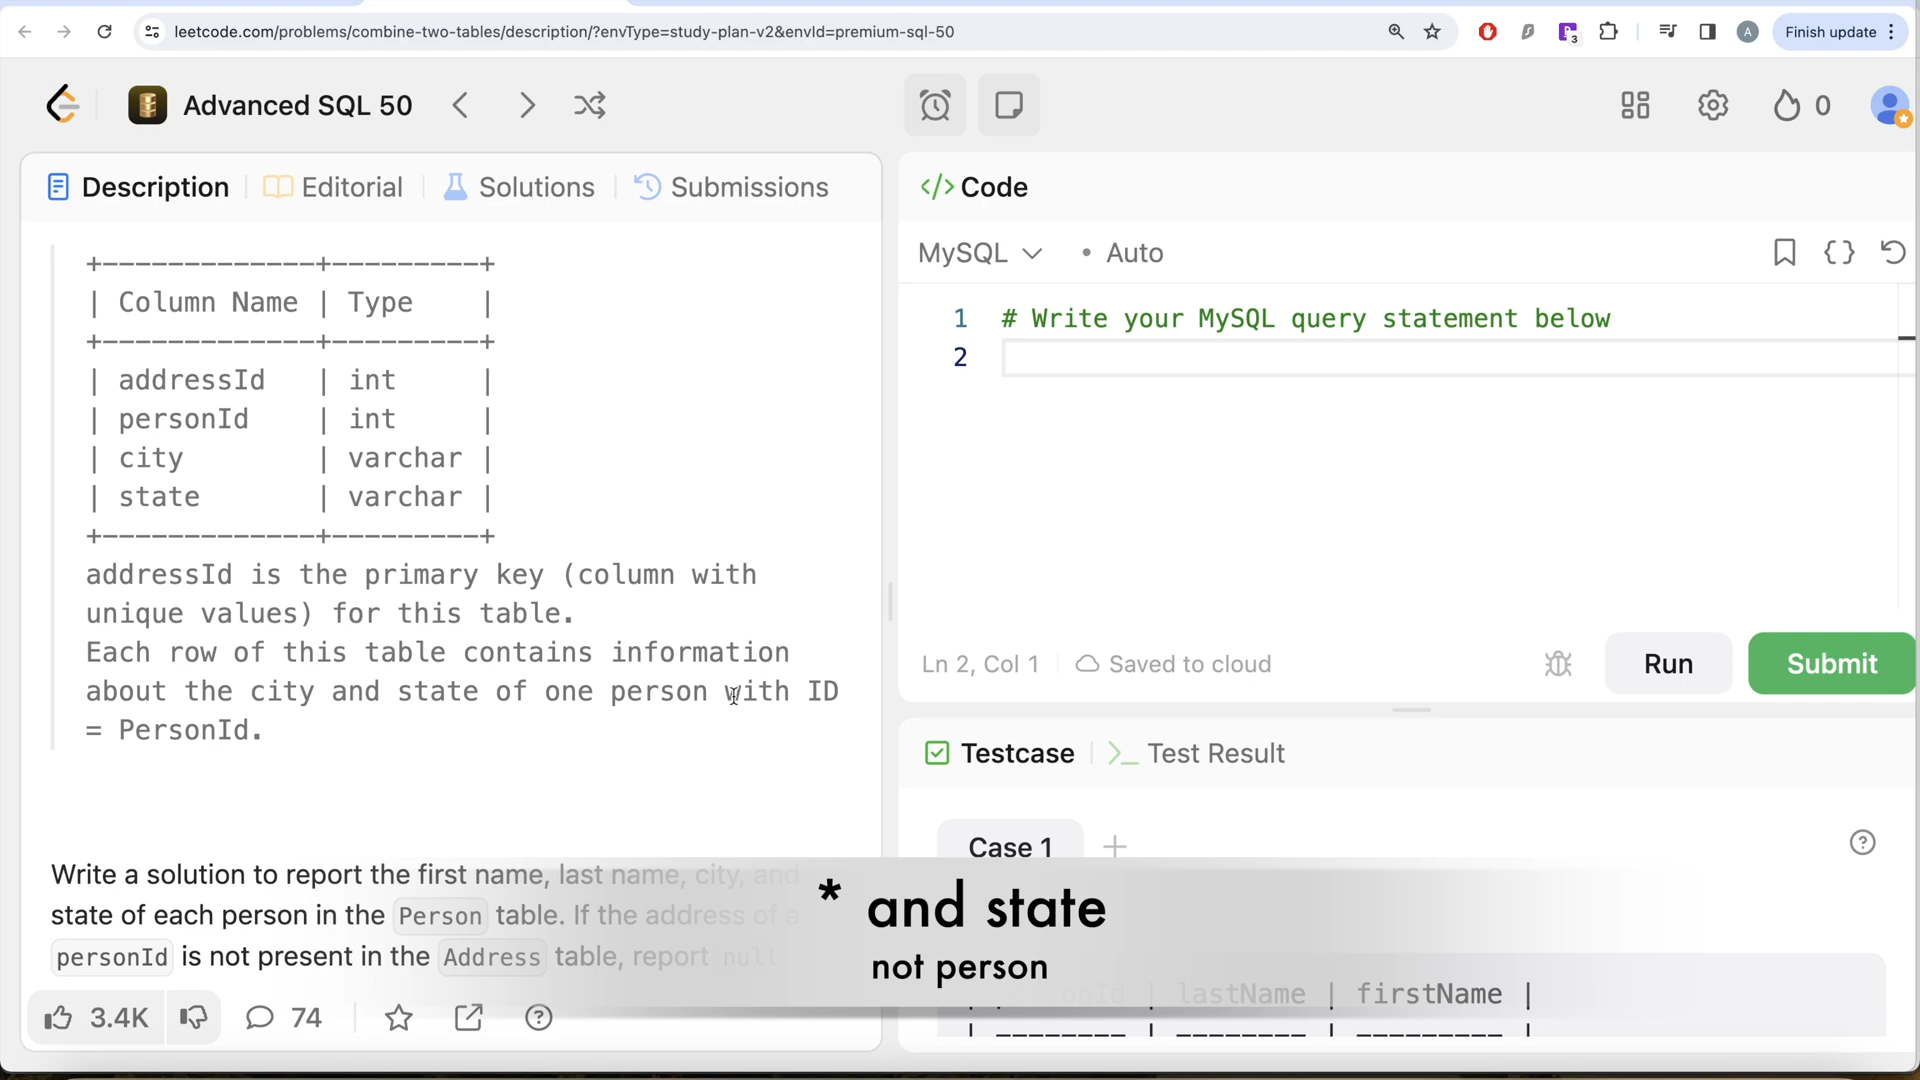 leetcode.com/problems/combine-two-tables/description/?envType=study-plan-v2&envId=premium-sql-50
3
A
Finish update
Advanced SQL 50
0
Description
Editorial
Solutions
Submissions
+-------------+---------+
| Column Name | Type    |
+-------------+---------+
| addressId   | int     |
| personId    | int     |
| city        | varchar |
| state       | varchar |
+-------------+---------+
addressId is the primary key (column with
unique values) for this table.
Each row of this table contains information
about the city and state of one person with ID
= PersonId.
Write a solution to report the first name, last name, city, and
state of each person in the Person table. If the address of a
personId is not present in the Address table, report null
3.4K
74
</> Code
MySQL
• Auto
1 # Write your MySQL query statement below
2
Ln 2, Col 1
Saved to cloud
Run
Submit
Testcase
>_ Test Result
Case 1 +
* and state
not person
| lastName | firstName |
| -------- | --------- |